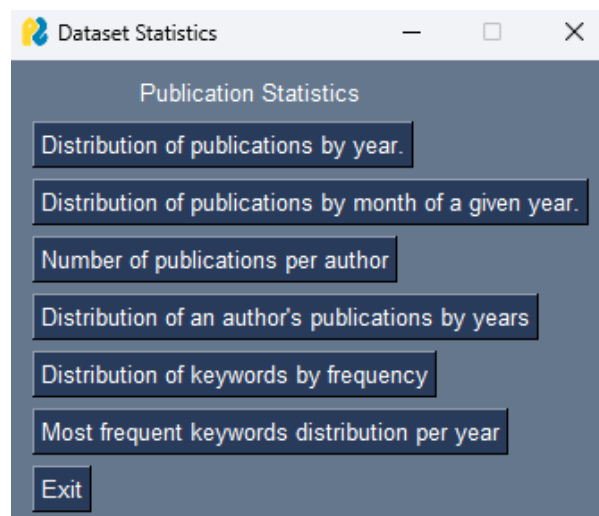 Dataset Statistics
Publication Statistics
Distribution of publications by year.
Distribution of publications by month of a given year.
Number of publications per author
Distribution of an author's publications by years
Distribution of keywords by frequency
Most frequent keywords distribution per year
Exit